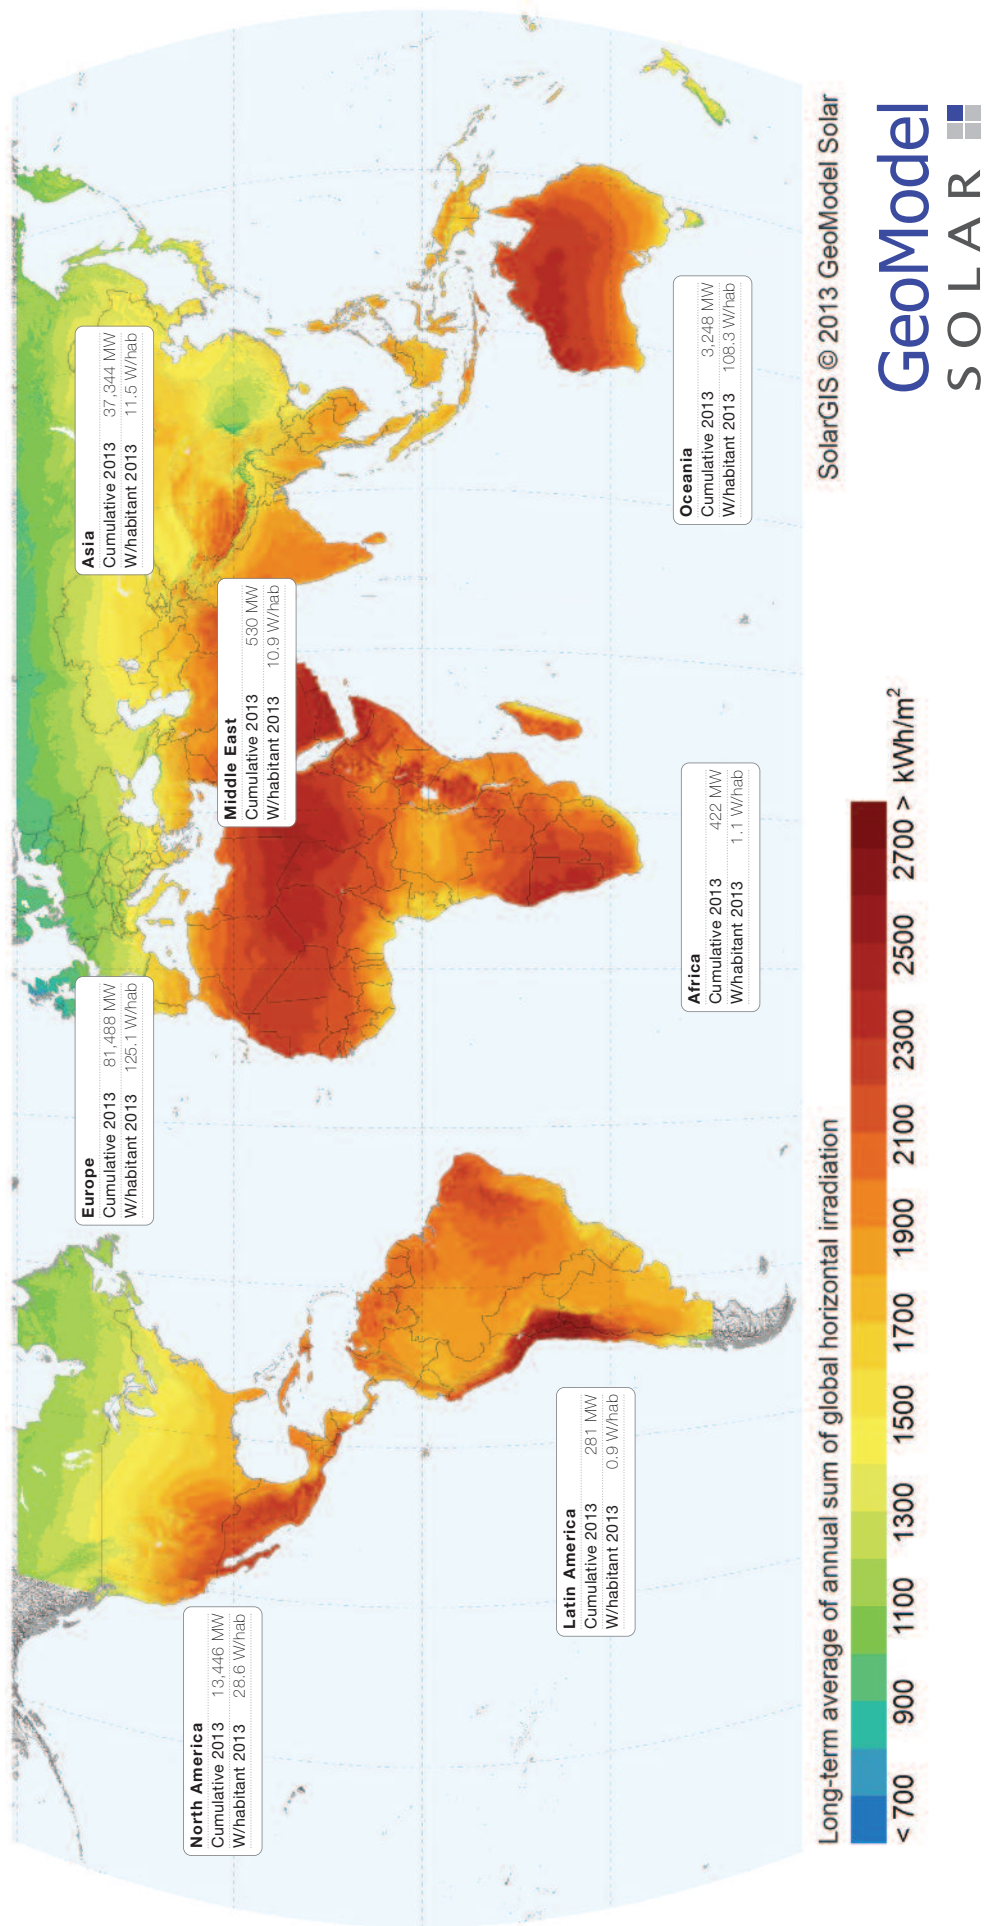 Europe
Cumulative 2013 81,488 MW
W/habitant 2013 125.1 W/hab
Asia
Cumulative 2013 37,344 MW
W/habitant 2013 11.5 W/hab
North America
Cumulative 2013 13,446 MW
W/habitant 2013 28.6 W/hab
Middle East
Cumulative 2013 530 MW
W/habitant 2013 10.9 W/hab
Latin America
Cumulative 2013 281 MW
W/habitant 2013 0.9 W/hab
Africa
Cumulative 2013 422 MW
W/habitant 2013 1.1 W/hab
Oceania
Cumulative 2013 3,248 MW
W/habitant 2013 108.3 W/hab
Long-term average of annual sum of global horizontal irradiation
SolarGIS © 2013 GeoModel Solar
< 700 900 1100 1300 1500 1700 1900 2100 2300 2500 2700 > kWh/m²
GeoModel
SOLAR